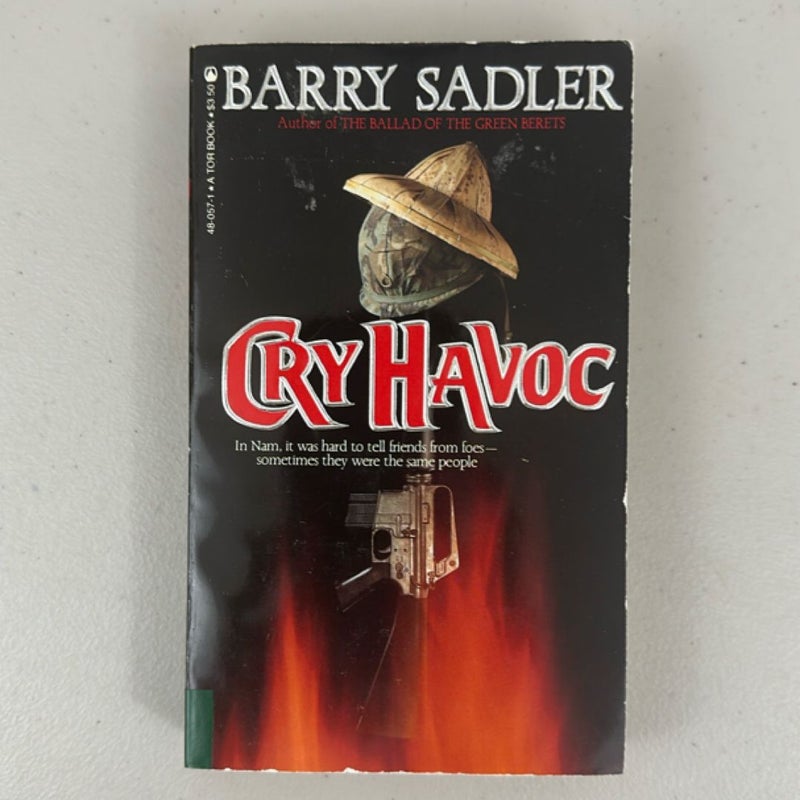 48-057-1 ★ A TOR BOOK ★ $3.50
BARRY SADLER
Author of THE BALLAD OF THE GREEN BERETS
CRY HAVOC
In Nam, it was hard to tell friends from foes—
sometimes they were the same people